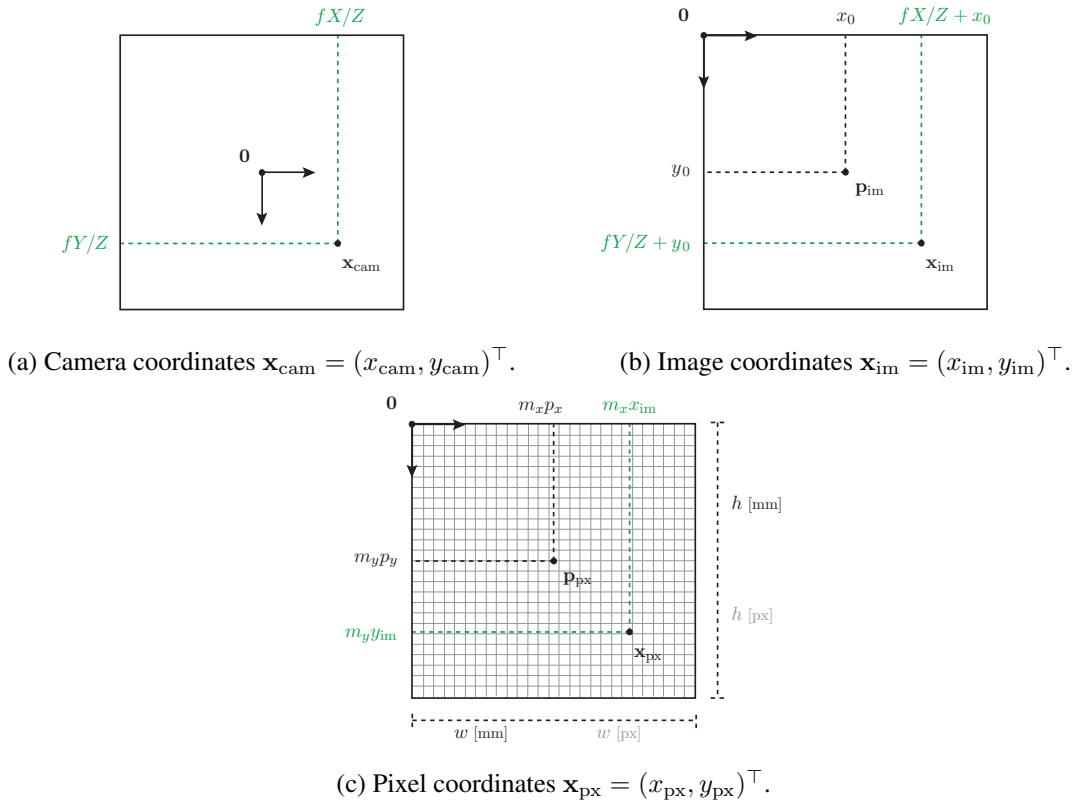 fX/Z
0
fY/Z
x_cam
(a) Camera coordinates x_cam = (x_cam, y_cam)^⊤.
0 x_0 fX/Z + x_0
y_0
p_im
fY/Z + y_0
x_im
(b) Image coordinates x_im = (x_im, y_im)^⊤.
0 m_x p_x m_x x_im
h [mm]
m_y p_y
p_px
h [px]
m_y y_im
x_px
w [mm] w [px]
(c) Pixel coordinates x_px = (x_px, y_px)^⊤.